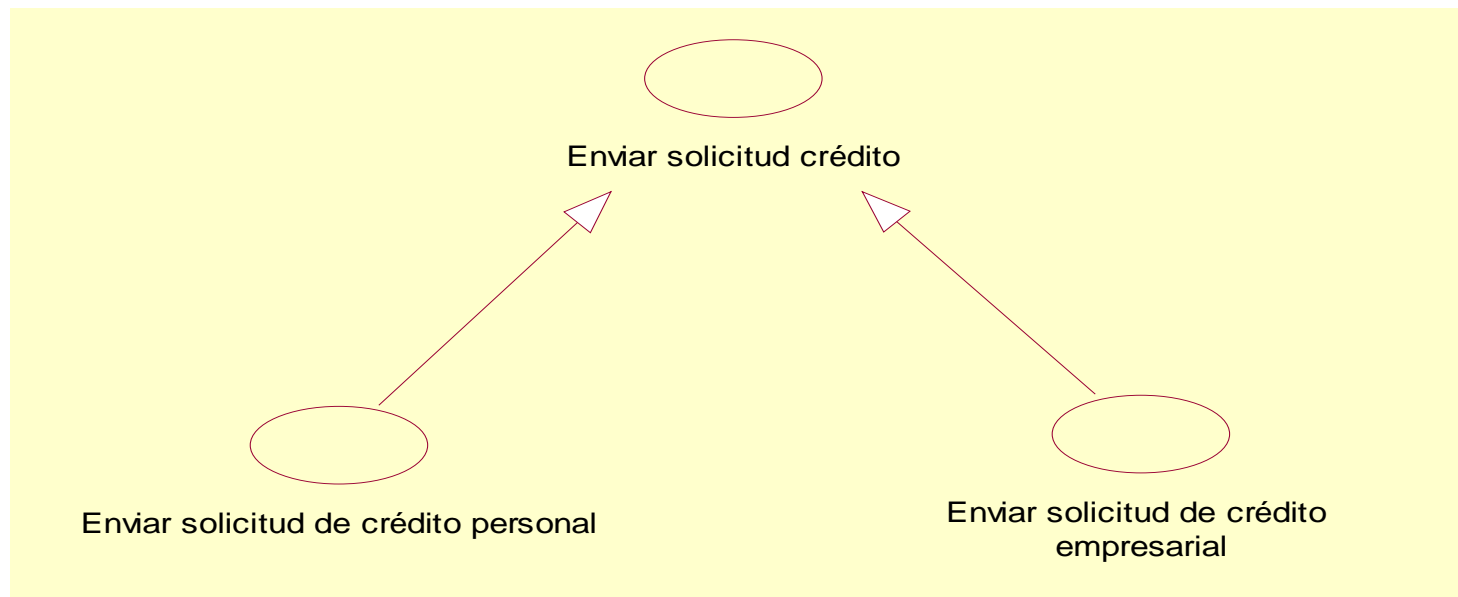 Enviar solicitud crédito
Enviar solicitud de crédito personal
Enviar solicitud de crédito
empresarial